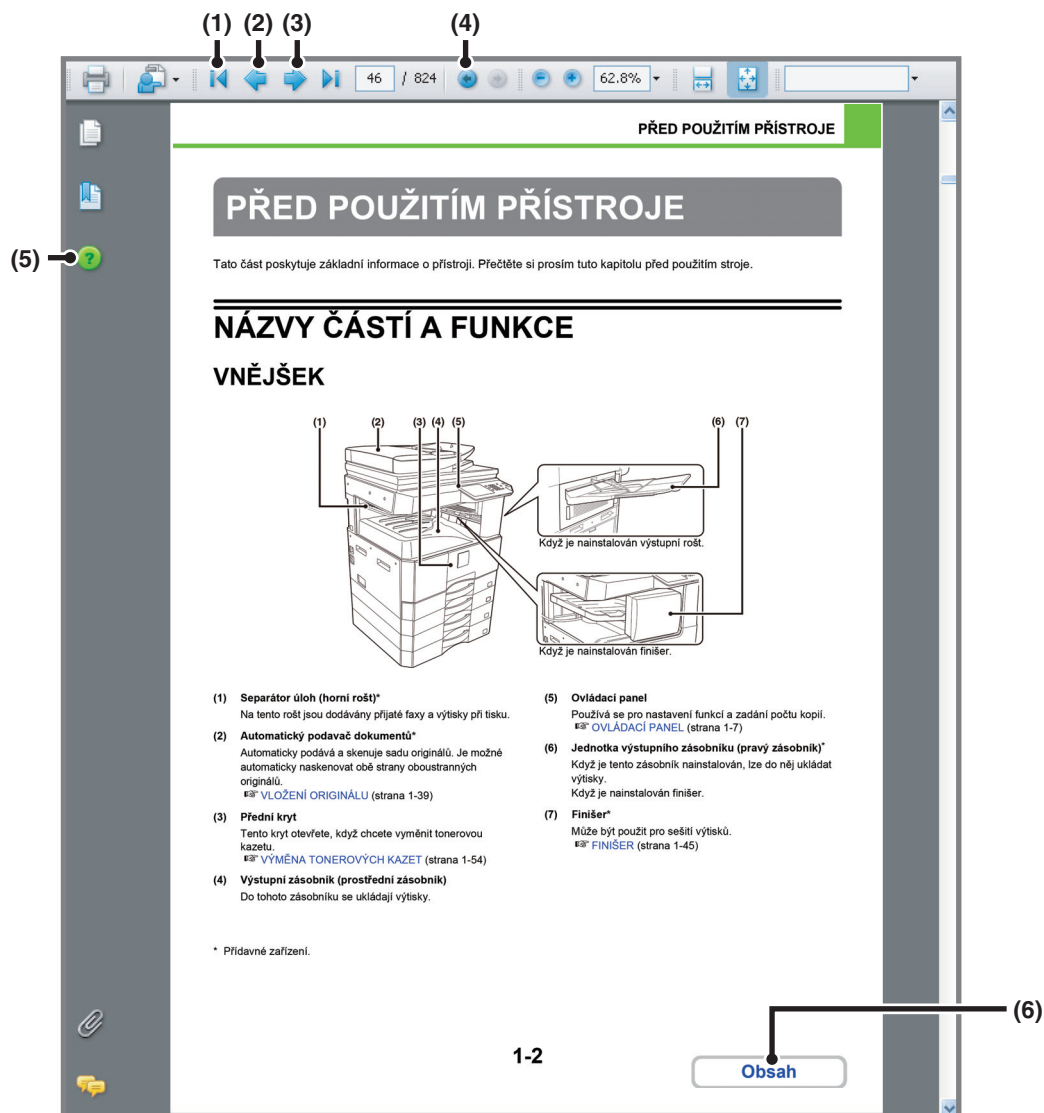 (1) (2) (3) (4)
46 / 824 62.8%
PŘED POUŽITÍM PŘÍSTROJE
PŘED POUŽITÍM PŘÍSTROJE
(5)
Tato část poskytuje základní informace o přístroji. Přečtěte si prosím tuto kapitolu před použitím stroje.
NÁZVY ČÁSTÍ A FUNKCE
VNĚJŠEK
(1) (2) (3) (4) (5) (6) (7)
Když je nainstalován výstupní rošt.
Když je nainstalován finišer.
(1) Separátor úloh (horní rošt)*
Na tento rošt jsou dodávány přijaté faxy a výtisky při tisku.
(2) Automatický podavač dokumentů*
Automaticky podává a skenuje sadu originálů. Je možné
automaticky naskenovat obě strany oboustranných
originálů.
☞ VLOŽENÍ ORIGINÁLU (strana 1-39)
(3) Přední kryt
Tento kryt otevřete, když chcete vyměnit tonerovou
kazetu.
☞ VÝMĚNA TONEROVÝCH KAZET (strana 1-54)
(4) Výstupní zásobník (prostřední zásobník)
Do tohoto zásobníku se ukládají výtisky.
(5) Ovládací panel
Používá se pro nastavení funkcí a zadání počtu kopií.
☞ OVLÁDACÍ PANEL (strana 1-7)
(6) Jednotka výstupního zásobníku (pravý zásobník)*
Když je tento zásobník nainstalován, lze do něj ukládat
výtisky.
Když je nainstalován finišer.
(7) Finišer*
Může být použit pro sešití výtisků.
☞ FINIŠER (strana 1-45)
* Přídavné zařízení.
(6)
1-2
Obsah